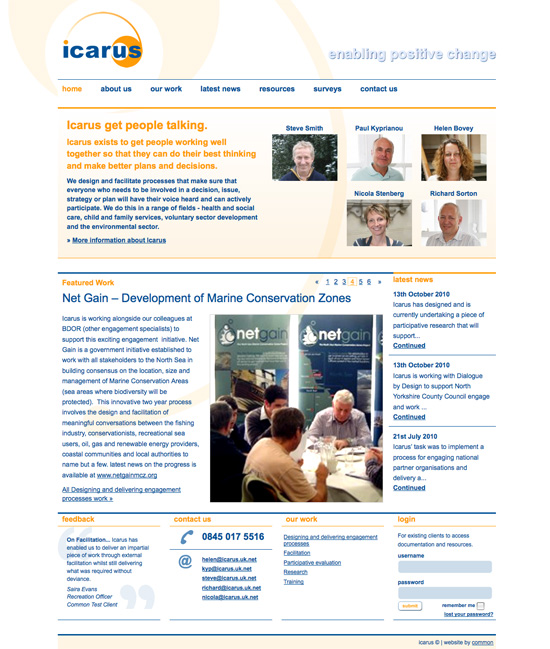 icarus
enabling positive change
home about us our work latest news resources surveys contact us
Icarus get people talking.
Icarus exists to get people working well
together so that they can do their best thinking
and make better plans and decisions.
We design and facilitate processes that make sure that
everyone who needs to be involved in a decision, issue,
strategy or plan will have their voice heard and can actively
participate. We do this in a range of fields - health and social
care, child and family services, voluntary sector development
and the environmental sector.
» More information about Icarus
Steve Smith
Paul Kyprianou
Helen Bovey
Nicola Stenberg
Richard Sorton
Featured Work
« 1 2 3 4 5 6 »
Net Gain – Development of Marine Conservation Zones
Icarus is working alongside our colleagues at
BDOR (other engagement specialists) to
support this exciting engagement initiative. Net
Gain is a government initiative established to
work with all stakeholders to the North Sea in
building consensus on the location, size and
management of Marine Conservation Areas
(sea areas where biodiversity will be
protected). This innovative two year process
involves the design and facilitation of
meaningful conversations between the fishing
industry, conservationists, recreational sea
users, oil, gas and renewable energy providers,
coastal communities and local authorities to
name but a few. latest news on the progress is
available at www.netgainmcz.org
All Designing and delivering engagement
processes work »
netgain
netgain
latest news
13th October 2010
Icarus has designed and is
currently undertaking a piece of
participative research that will
support...
Continued
13th October 2010
Icarus is working with Dialogue
by Design to support North
Yorkshire County Council engage
and work ...
Continued
21st July 2010
Icarus' task was to implement a
process for engaging national
partner organisations and
delivery a...
Continued
feedback
On Facilitation... Icarus has
enabled us to deliver an impartial
piece of work through external
facilitation whilst still delivering
what was required without
deviance.
Saira Evans
Recreation Officer
Common Test Client
contact us
0845 017 5516
@
helen@icarus.uk.net
kyp@icarus.uk.net
steve@icarus.uk.net
richard@icarus.uk.net
nicola@icarus.uk.net
our work
Designing and delivering engagement
processes
Facilitation
Participative evaluation
Research
Training
login
For existing clients to access
documentation and resources.
username
password
submit
remember me
lost your password?
icarus © | website by common